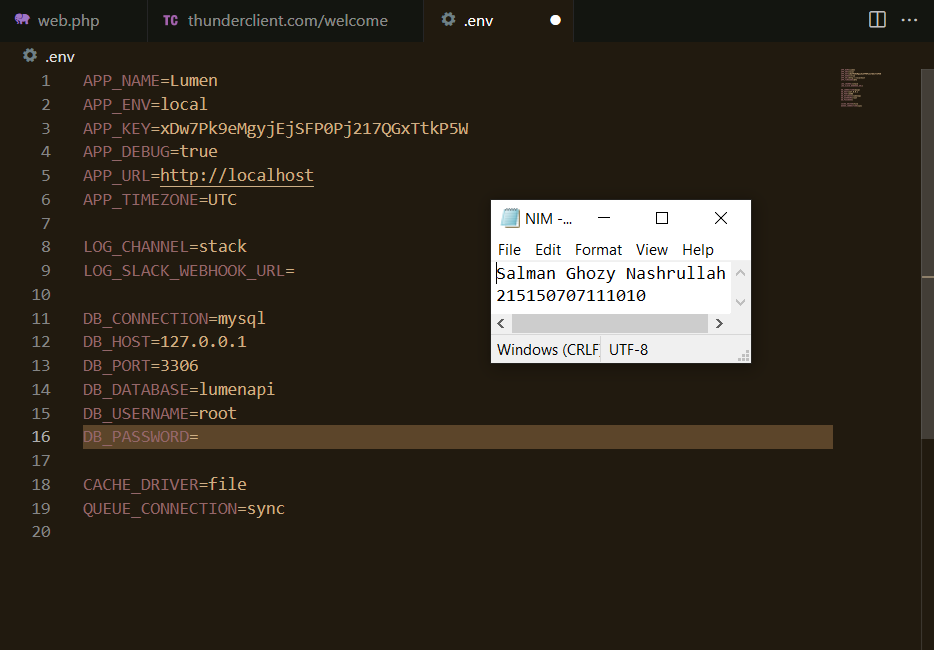 web.php
TC thunderclient.com/welcome
.env
.env
1 APP_NAME=Lumen
2 APP_ENV=local
3 APP_KEY=xDw7Pk9eMgyjEjSFP0Pj217QGxTtkP5W
4 APP_DEBUG=true
5 APP_URL=http://localhost
6 APP_TIMEZONE=UTC
7
8 LOG_CHANNEL=stack
9 LOG_SLACK_WEBHOOK_URL=
10
11 DB_CONNECTION=mysql
12 DB_HOST=127.0.0.1
13 DB_PORT=3306
14 DB_DATABASE=lumenapi
15 DB_USERNAME=root
16 DB_PASSWORD=
17
18 CACHE_DRIVER=file
19 QUEUE_CONNECTION=sync
20
NIM -...
File Edit Format View Help
Salman Ghozy Nashrullah
215150707111010
Windows (CRLF UTF-8